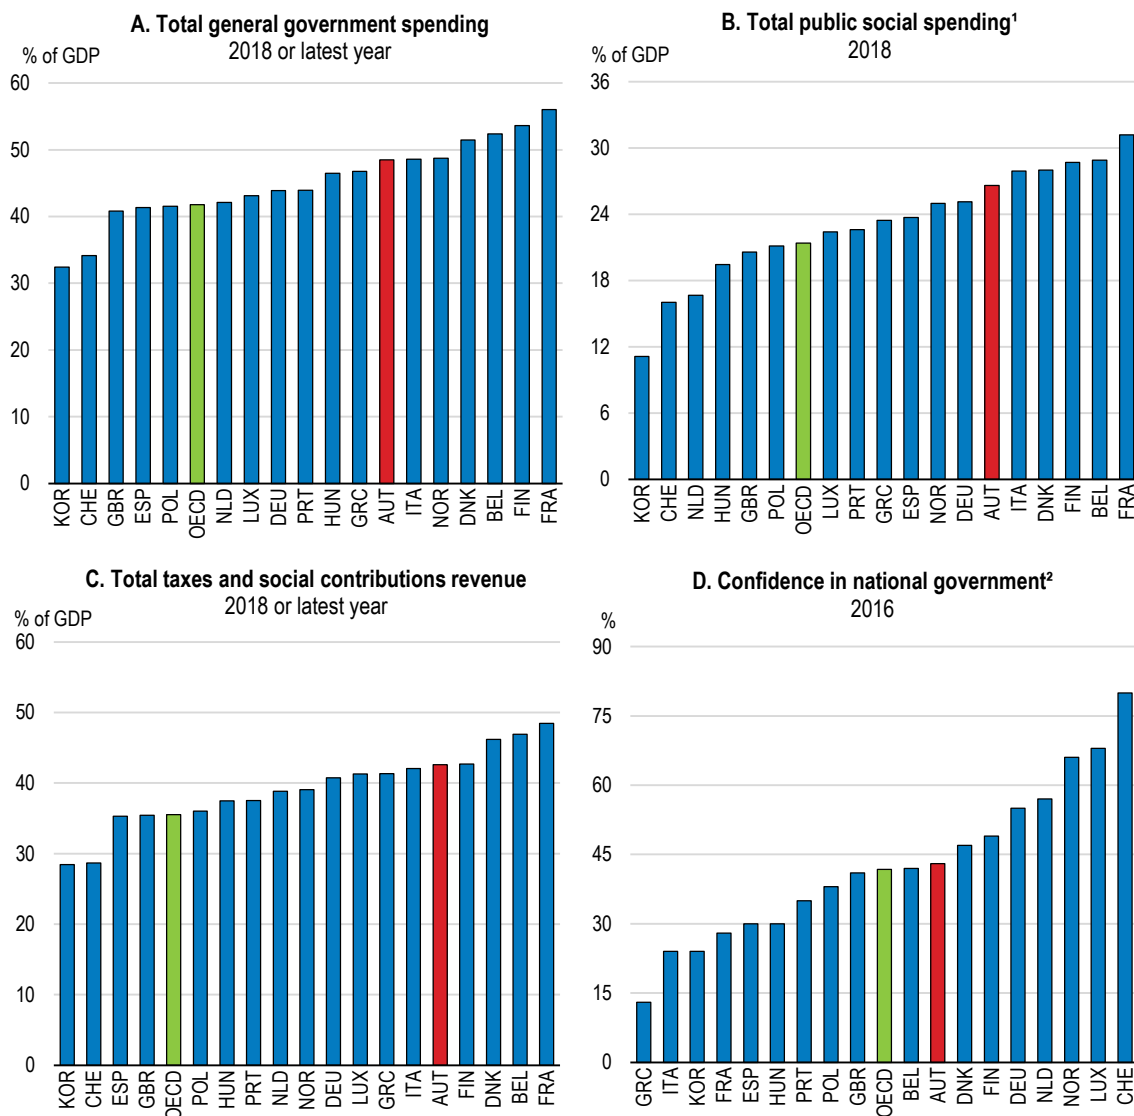 A. Total general government spending
2018 or latest year
% of GDP
60
50
40
30
20
10
0
KOR CHE GBR ESP POL OECD NLD LUX DEU PRT HUN GRC AUT ITA NOR DNK BEL FIN FRA
B. Total public social spending¹
2018
% of GDP
36
30
24
18
12
6
0
KOR CHE NLD HUN GBR POL OECD LUX PRT GRC ESP NOR DEU AUT ITA DNK FIN BEL FRA
C. Total taxes and social contributions revenue
2018 or latest year
% of GDP
60
50
40
30
20
10
0
KOR CHE ESP GBR OECD POL HUN PRT NLD NOR DEU LUX GRC ITA AUT FIN DNK BEL FRA
D. Confidence in national government²
2016
%
90
75
60
45
30
15
0
GRC ITA KOR FRA ESP HUN PRT POL GBR OECD BEL AUT DNK FIN DEU NLD NOR LUX CHE